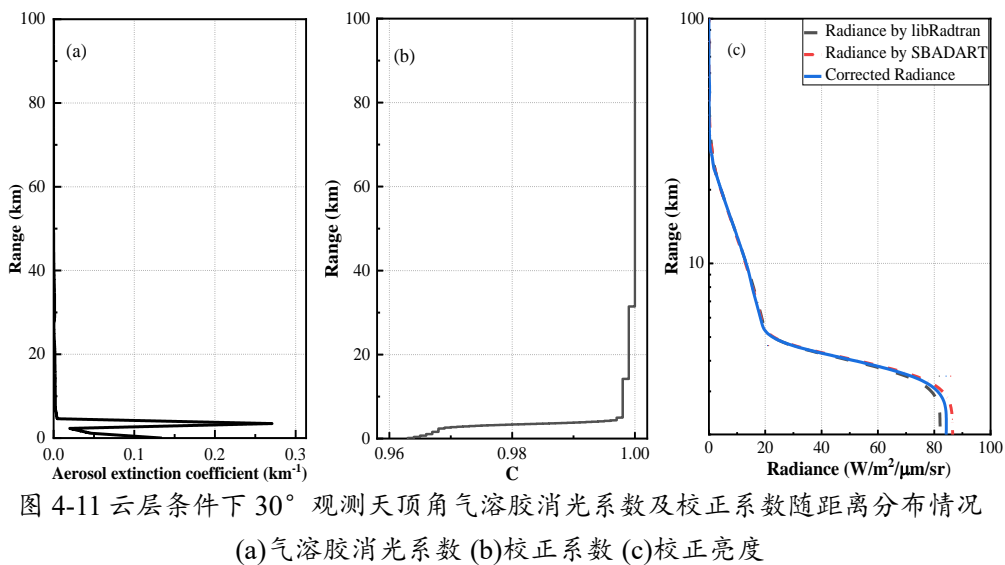 (a)
100
80
60
40
20
0
Range (km)
0.0 0.1 0.2 0.3
Aerosol extinction coefficient (km⁻¹)
(b)
100
80
60
40
20
0
Range (km)
0.96 0.98 1.00
C
(c)
Radiance by libRadtran
Radiance by SBADART
Corrected Radiance
100
10
Range (km)
0 20 40 60 80 100
Radiance (W/m²/μm/sr)
图 4-11 云层条件下 30° 观测天顶角气溶胶消光系数及校正系数随距离分布情况
(a)气溶胶消光系数 (b)校正系数 (c)校正亮度